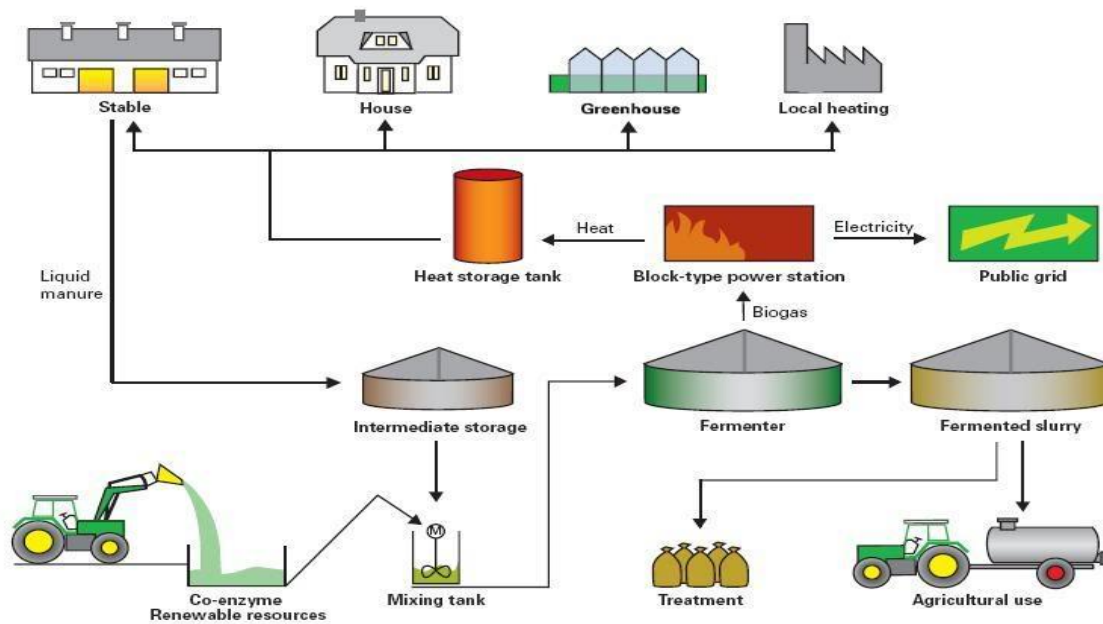 Stable
House
Greenhouse
Local heating
Heat
Electricity
Heat storage tank
Block-type power station
Public grid
Liquid
manure
Biogas
Intermediate storage
Fermenter
Fermented slurry
M
Co-enzyme
Renewable resources
Mixing tank
Treatment
Agricultural use